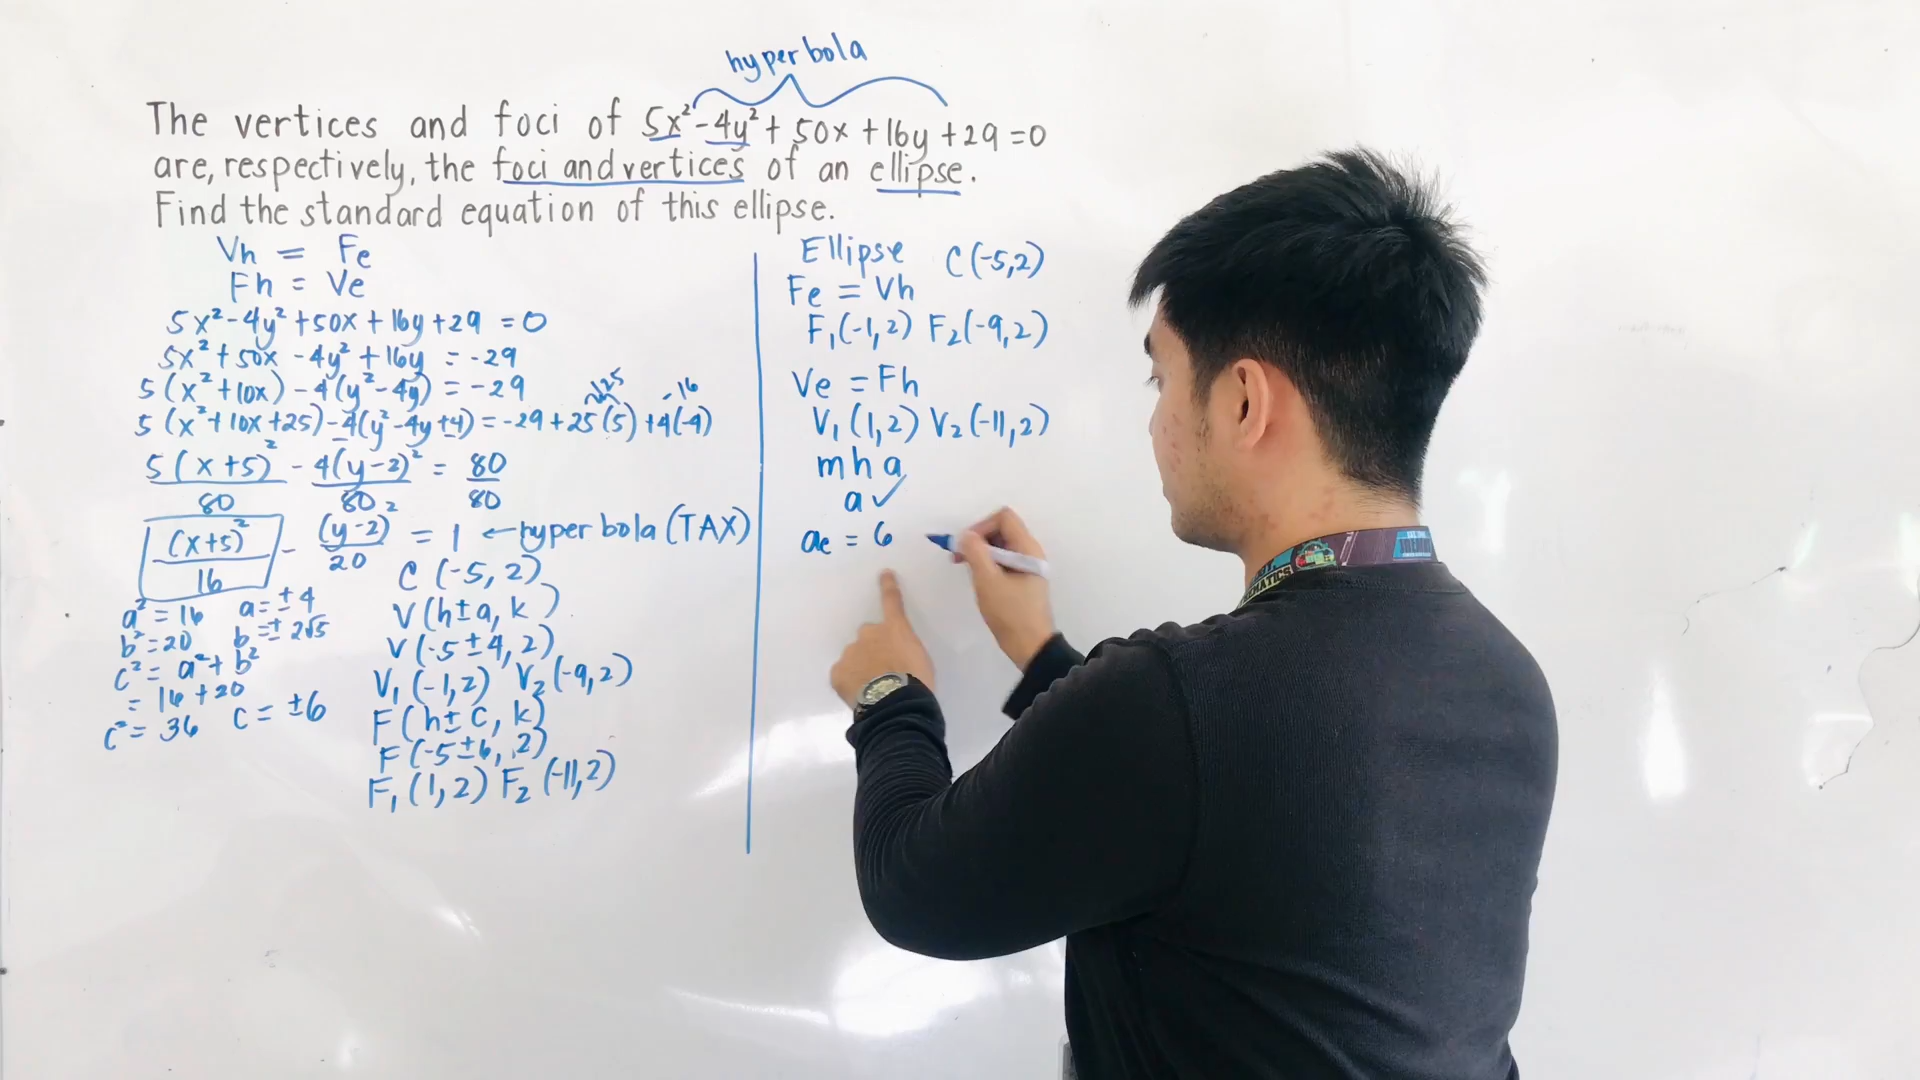 hyperbola
The vertices and foci of 5x² - 4y² + 50x + 16y + 29 = 0
are, respectively, the foci and vertices of an ellipse.
Find the standard equation of this ellipse.
Vh = Fe
Fh = Ve
5x² - 4y² + 50x + 16y + 29 = 0
5x² + 50x - 4y² + 16y = -29
5(x² + 10x) - 4(y² - 4y) = -29
125 -16
5(x² + 10x + 25) - 4(y² - 4y + 4) = -29 + 25(5) + 4(-4)
5(x+5)²/80 - 4(y-2)²/80 = 80/80
(x+5)²/16 - (y-2)²/20 = 1 ← hyperbola (TAX)
a² = 16 a = ±4
b² = 20 b = ±2√5
c² = a² + b²
= 16 + 20
c² = 36 c = ±6
C(-5, 2)
V(h±a, k)
V(-5±4, 2)
V₁(-1, 2) V₂(-9, 2)
F(h±c, k)
F(-5±6, 2)
F₁(1, 2) F₂(-11, 2)
Ellipse C(-5, 2)
Fe = Vh
F₁(-1, 2) F₂(-9, 2)
Ve = Fh
V₁(1, 2) V₂(-11, 2)
m h a
a ✓
ae = 6